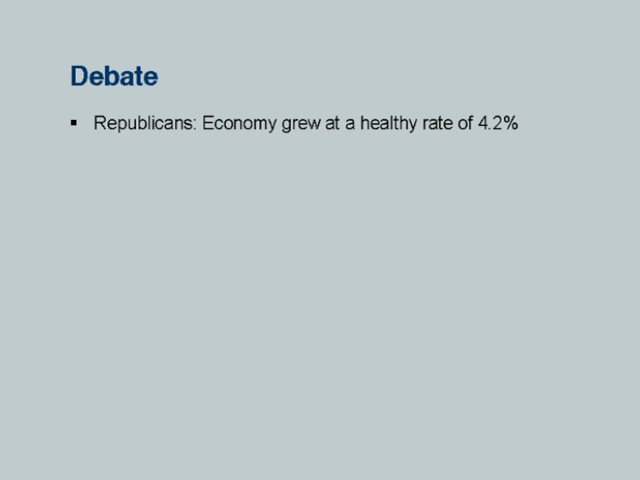 Debate
▪ Republicans: Economy grew at a healthy rate of 4.2%